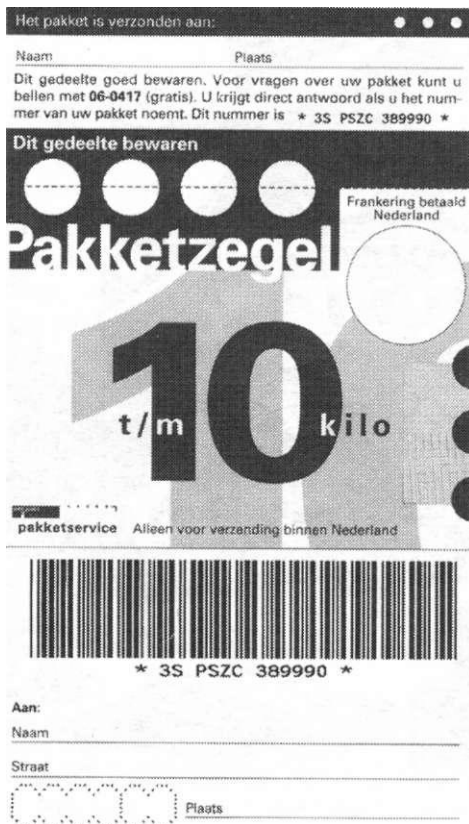 Het pakket is verzonden aan:
Naam Plaats
Dit gedeelte goed bewaren. Voor vragen over uw pakket kunt u
bellen met 06-0417 (gratis). U krijgt direct antwoord als u het num-
mer van uw pakket noemt. Dit nummer is * 3S PSZC 389990 *
Dit gedeelte bewaren
Frankering betaald
Nederland
Pakketzegel
10
t/m 10 kilo
pakketservice Alleen voor verzending binnen Nederland
* 3S PSZC 389990 *
Aan:
Naam
Straat
Plaats